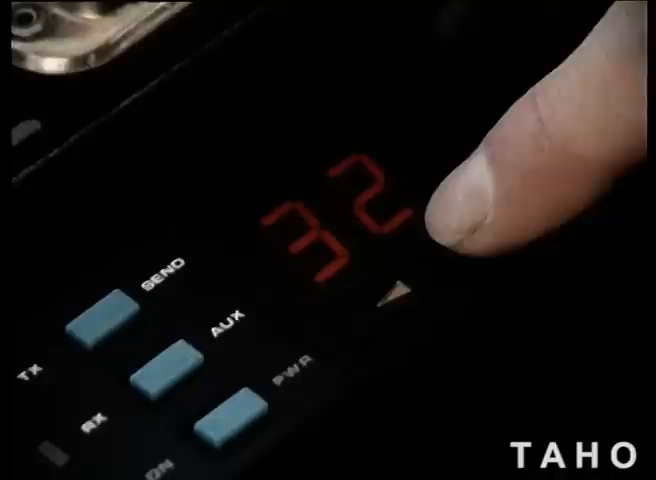 32
SEND
AUX
PWR
TX
RX
ON
TAHO